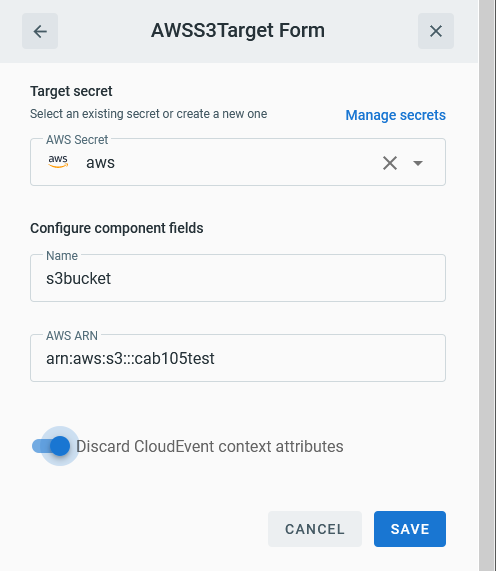 AWSS3Target Form
Target secret
Select an existing secret or create a new one
Manage secrets
AWS Secret
aws
aws
Configure component fields
Name
s3bucket
AWS ARN
arn:aws:s3:::cab105test
Discard CloudEvent context attributes
CANCEL
SAVE